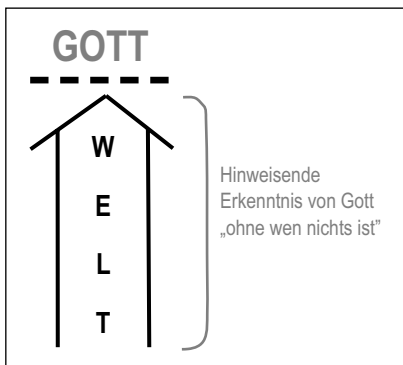 GOTT
W
E
L
T
Hinweisende
Erkenntnis von Gott
„ohne wen nichts ist”